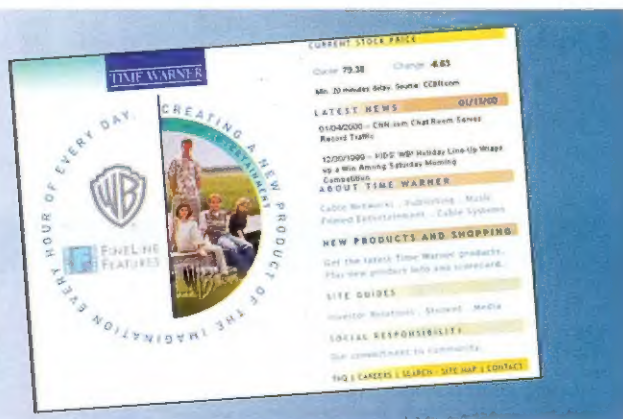 TIME WARNER
CREATING A NEW PRODUCT OF THE IMAGINATION EVERY HOUR OF EVERY DAY.
ENTERTAINMENT
WB
FINELINE
FEATURES
CURRENT STOCK PRICE
Quote 79.38 Change -6.63
Min. 20 minutes delay. Source: CCBN.com
LATEST NEWS 01/13/00
01/04/2000 -- CNN.com Chat Room Serves
Record Traffic
12/30/1999 -- KIDS' WB! Holiday Line-Up Wraps
up a Win Among Saturday Morning
Competition
ABOUT TIME WARNER
Cable Networks . Publishing . Music
Filmed Entertainment . Cable Systems
NEW PRODUCTS AND SHOPPING
Get the latest Time Warner products.
Plus new product info and scorecard.
SITE GUIDES
Investor Relations . Student . Media
SOCIAL RESPONSIBILITY
Our commitment to community.
FAQ | CAREERS | SEARCH - SITE MAP | CONTACT